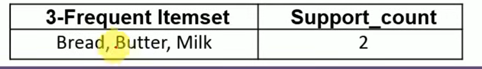 3-Frequent Itemset Support_count
Bread, Butter, Milk 2